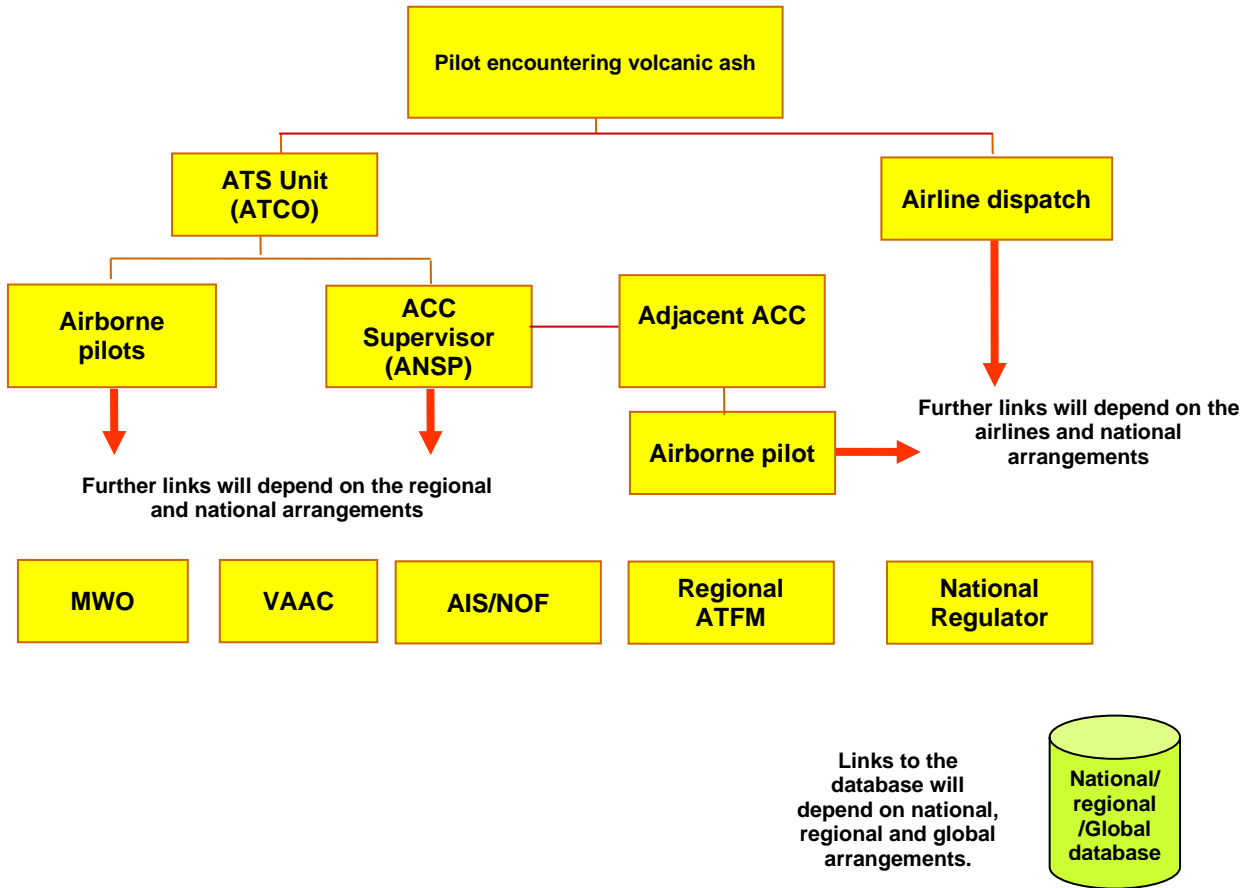 Pilot encountering volcanic ash
ATS Unit
(ATCO)
Airline dispatch
Airborne
pilots
ACC
Supervisor
(ANSP)
Adjacent ACC
Airborne pilot
Further links will depend on the
airlines and national
arrangements
Further links will depend on the regional
and national arrangements
MWO
VAAC
AIS/NOF
Regional
ATFM
National
Regulator
Links to the
database will
depend on national,
regional and global
arrangements.
National/
regional
/Global
database